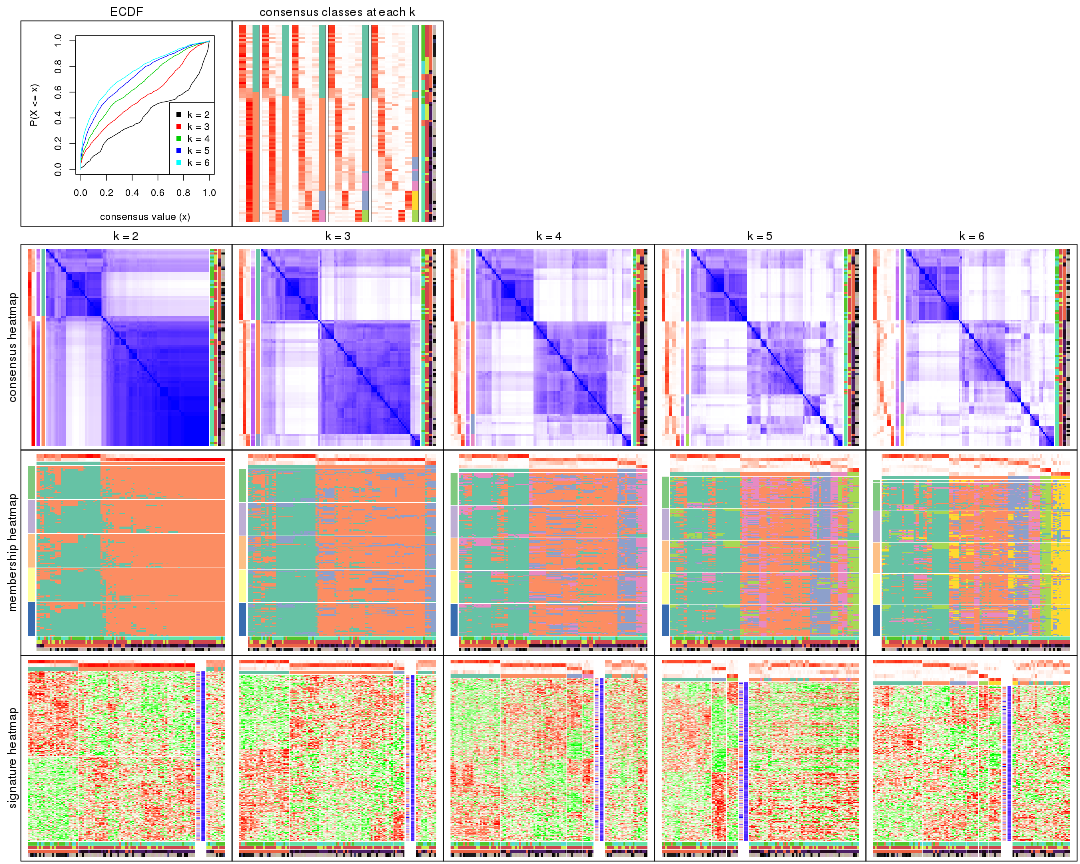 ECDF
consensus classes at each k
P(X <= x)
0.0
0.2
0.4
0.6
0.8
1.0
k = 2
k = 3
k = 4
k = 5
k = 6
0.0 0.2 0.4 0.6 0.8 1.0
consensus value (x)
k = 2
k = 3
k = 4
k = 5
k = 6
consensus heatmap
membership heatmap
signature heatmap